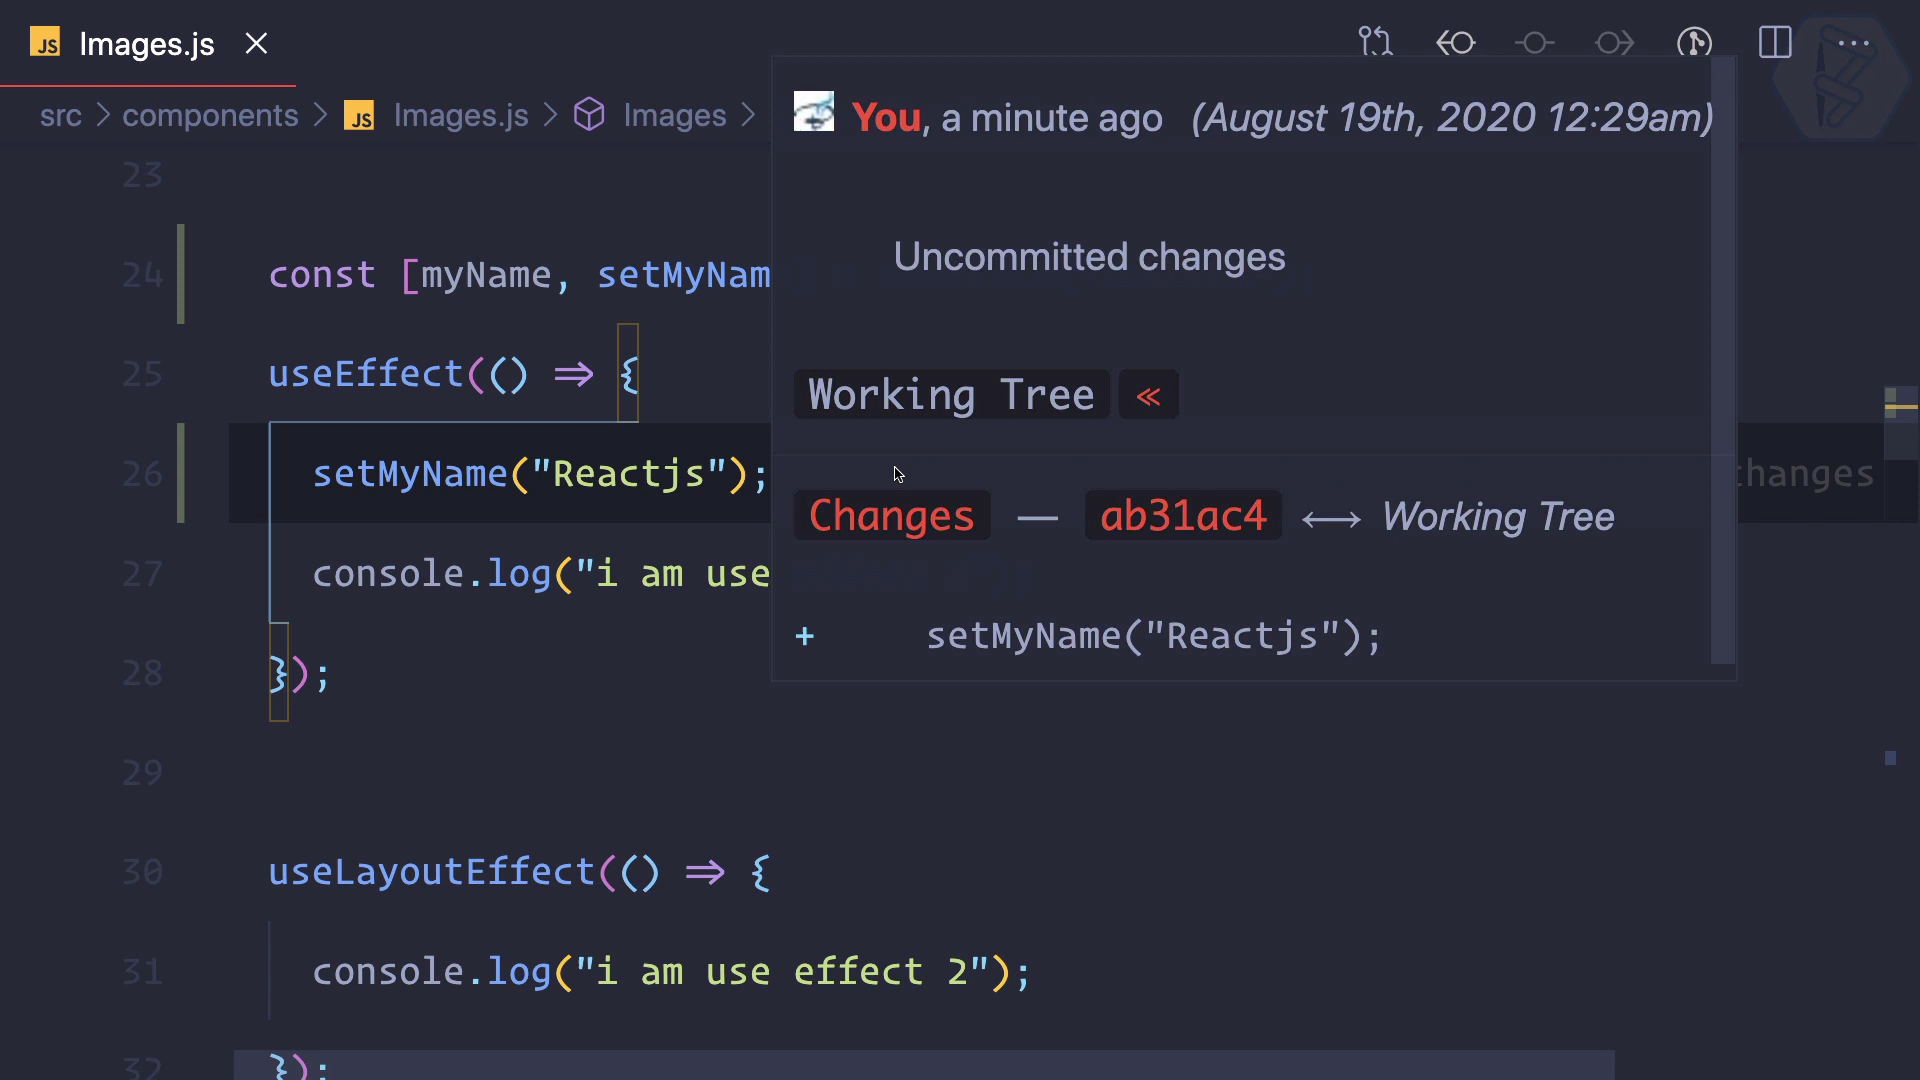 JS Images.js
src > components > JS Images.js > Images >
You, a minute ago (August 19th, 2020 12:29am)
Uncommitted changes
Working Tree «
Changes — ab31ac4 ⟷ Working Tree
+ setMyName("Reactjs");
23
24 const [myName, setMyNam
25 useEffect(() => {
26 setMyName("Reactjs"); changes
27 console.log("i am use
28 });
29
30 useLayoutEffect(() => {
31 console.log("i am use effect 2");
32 });